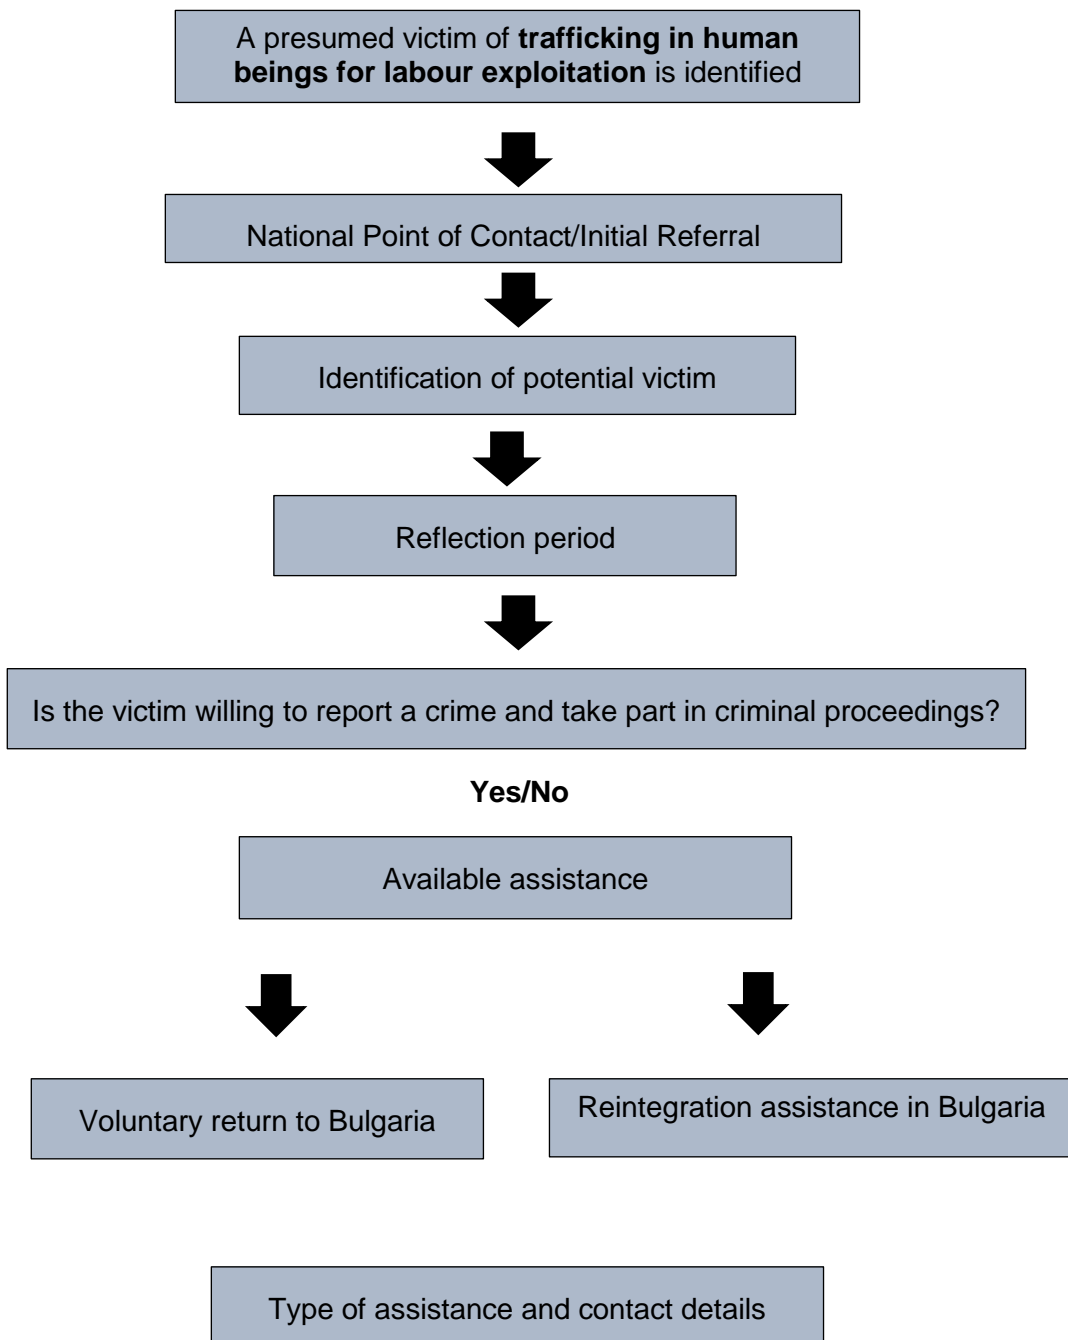 A presumed victim of trafficking in human
beings for labour exploitation is identified
National Point of Contact/Initial Referral
Identification of potential victim
Reflection period
Is the victim willing to report a crime and take part in criminal proceedings?
Yes/No
Available assistance
Voluntary return to Bulgaria
Reintegration assistance in Bulgaria
Type of assistance and contact details